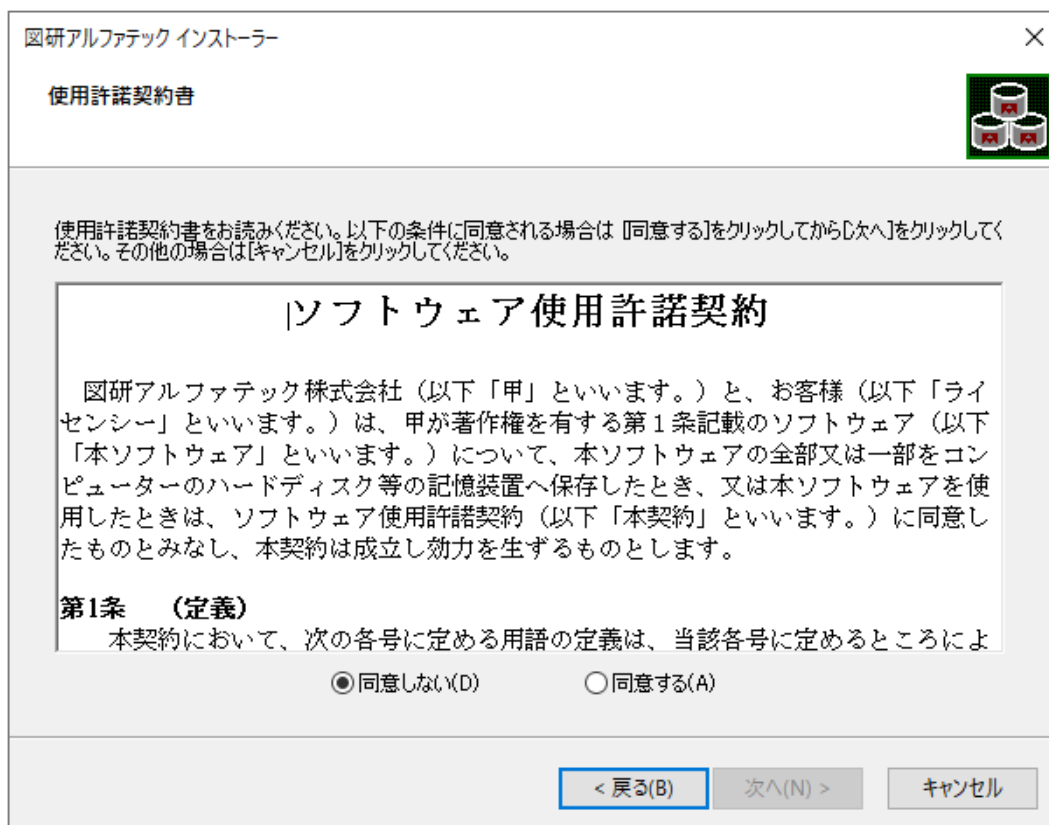 図研アルファテック インストーラー
使用許諾契約書
使用許諾契約書をお読みください。以下の条件に同意される場合は [同意する]をクリックしてから[次へ]をクリックしてく
ださい。その他の場合は[キャンセル]をクリックしてください。
ソフトウェア使用許諾契約
図研アルファテック株式会社（以下「甲」といいます。）と、お客様（以下「ライ
センシー」といいます。）は、甲が著作権を有する第１条記載のソフトウェア（以下
「本ソフトウェア」といいます。）について、本ソフトウェアの全部又は一部をコン
ピューターのハードディスク等の記憶装置へ保存したとき、又は本ソフトウェアを使
用したときは、ソフトウェア使用許諾契約（以下「本契約」といいます。）に同意し
たものとみなし、本契約は成立し効力を生ずるものとします。
第1条　（定義）
本契約において、次の各号に定める用語の定義は、当該各号に定めるところによ
同意しない(D) 同意する(A)
< 戻る(B) 次へ(N) > キャンセル